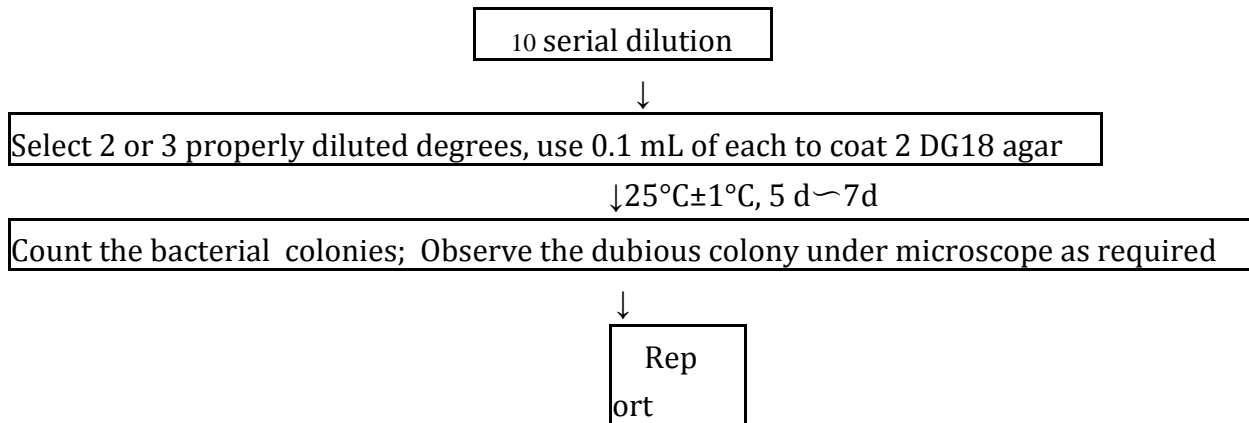 10 serial dilution
↓
Select 2 or 3 properly diluted degrees, use 0.1 mL of each to coat 2 DG18 agar
↓25°C±1°C, 5 d～7d
Count the bacterial colonies; Observe the dubious colony under microscope as required
↓
Rep
ort